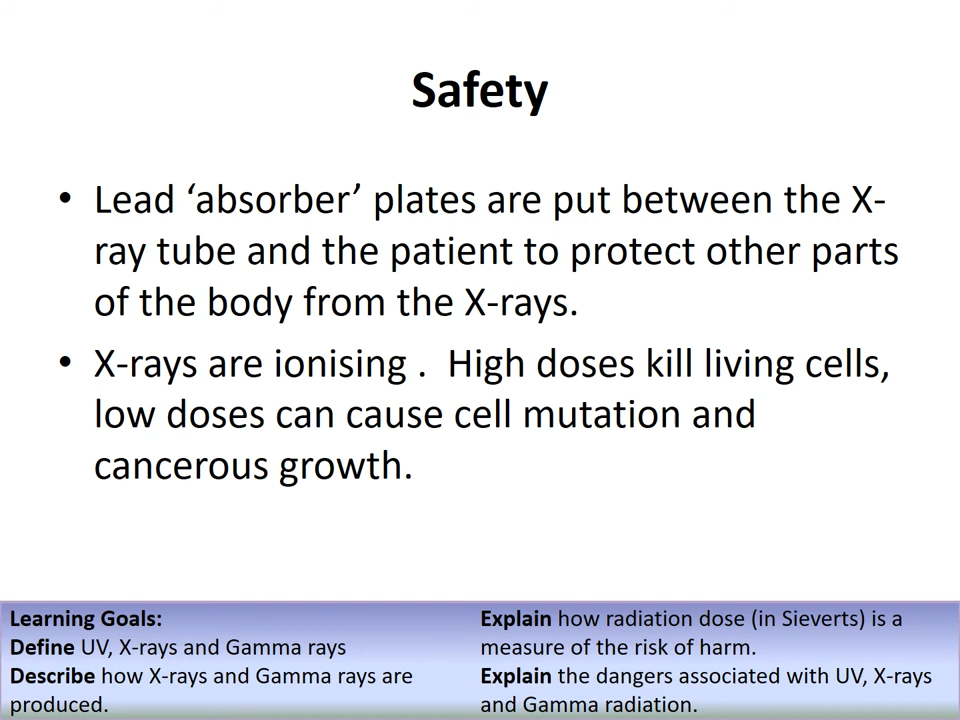 Safety
• Lead ‘absorber’ plates are put between the X-
ray tube and the patient to protect other parts
of the body from the X-rays.
• X-rays are ionising .  High doses kill living cells,
low doses can cause cell mutation and
cancerous growth.
Learning Goals:
Define UV, X-rays and Gamma rays
Describe how X-rays and Gamma rays are
produced.
Explain how radiation dose (in Sieverts) is a
measure of the risk of harm.
Explain the dangers associated with UV, X-rays
and Gamma radiation.